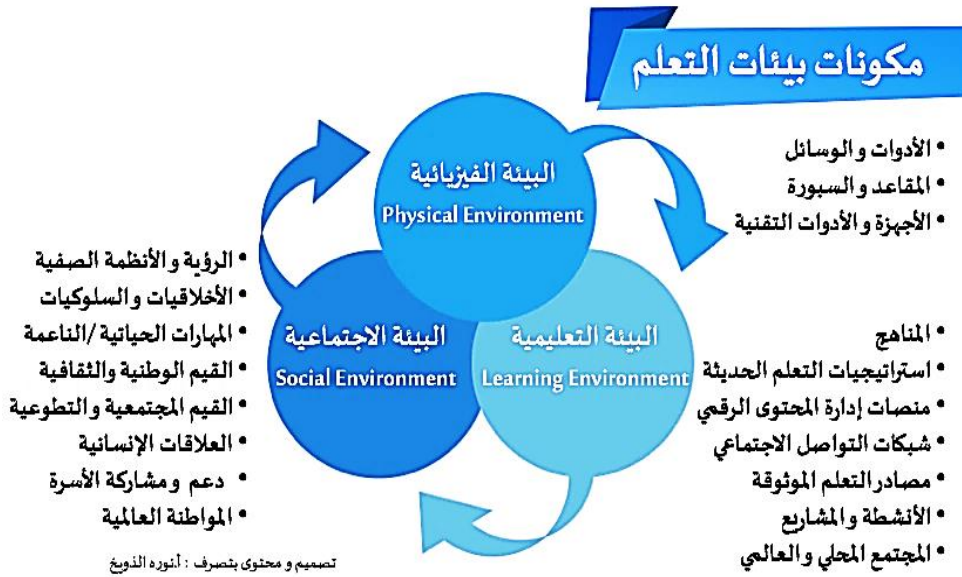 مكونات بيئات التعلم
البيئة الفيزيائية
Physical Environment
• الأدوات والوسائل
• المقاعد والسبورة
• الأجهزة والأدوات التقنية
البيئة التعليمية
Learning Environment
• المناهج
• استراتيجيات التعلم الحديثة
• منصات إدارة المحتوى الرقمي
• شبكات التواصل الاجتماعي
• مصادر التعلم الموثوقة
• الأنشطة والمشاريع
• المجتمع المحلي والعالمي
البيئة الاجتماعية
Social Environment
• الرؤية والأنظمة الصفية
• الأخلاقيات والسلوكيات
• المهارات الحياتية /الناعمة
• القيم الوطنية والثقافية
• القيم المجتمعية والتطوعية
• العلاقات الإنسانية
• دعم ومشاركة الأسرة
• المواطنة العالمية
تصميم و محتوى بتصرف : أ.نوره الذويخ